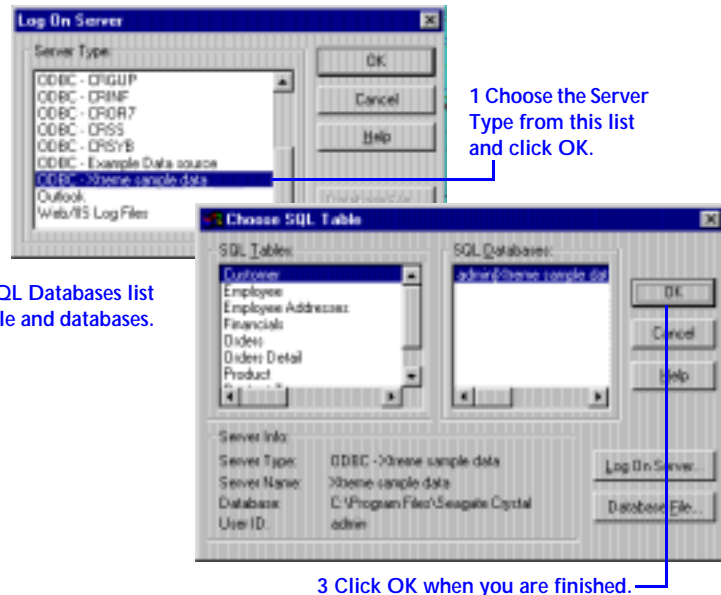 Log On Server
Server Type:
ODBC - CRGUP
ODBC - CRINF
ODBC - CROR7
ODBC - CRSS
ODBC - CRSYB
ODBC - Example Data source
ODBC - Xtreme sample data
Outlook
Web/IIS Log Files
OK
Cancel
Help
1 Choose the Server
Type from this list
and click OK.
Choose SQL Table
SQL Tables:
Customer
Employee
Employee Addresses
Financials
Orders
Orders Detail
Product
SQL Databases:
admin@Xtreme sample dat
OK
Cancel
Help
QL Databases list
le and databases.
Server Info:
Server Type: ODBC - Xtreme sample data
Server Name: Xtreme sample data
Database: C:\Program Files\Seagate Crystal
User ID: admin
Log On Server...
Database File...
3 Click OK when you are finished.